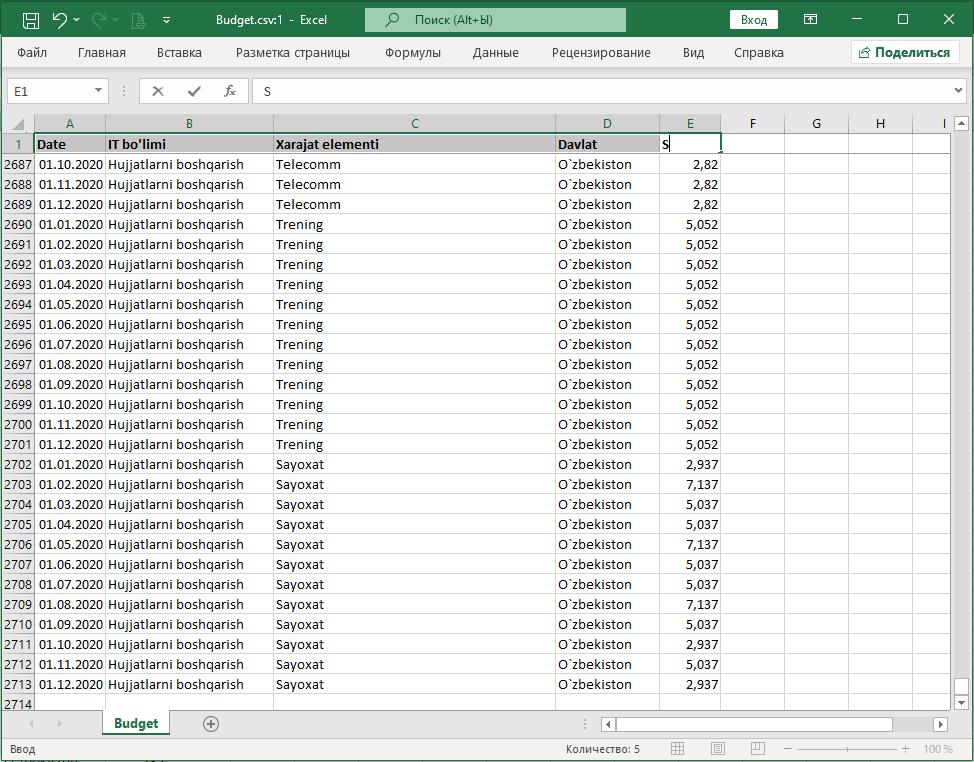 Budget.csv:1 - Excel
Поиск (Alt+Ы)
Вход
Файл Главная Вставка Разметка страницы Формулы Данные Рецензирование Вид Справка Поделиться
E1 fx S
A B C D E F G H I
1 Date IT bo'limi Xarajat elementi Davlat S
2687 01.10.2020 Hujjatlarni boshqarish Telecomm O`zbekiston 2,82
2688 01.11.2020 Hujjatlarni boshqarish Telecomm O`zbekiston 2,82
2689 01.12.2020 Hujjatlarni boshqarish Telecomm O`zbekiston 2,82
2690 01.01.2020 Hujjatlarni boshqarish Trening O`zbekiston 5,052
2691 01.02.2020 Hujjatlarni boshqarish Trening O`zbekiston 5,052
2692 01.03.2020 Hujjatlarni boshqarish Trening O`zbekiston 5,052
2693 01.04.2020 Hujjatlarni boshqarish Trening O`zbekiston 5,052
2694 01.05.2020 Hujjatlarni boshqarish Trening O`zbekiston 5,052
2695 01.06.2020 Hujjatlarni boshqarish Trening O`zbekiston 5,052
2696 01.07.2020 Hujjatlarni boshqarish Trening O`zbekiston 5,052
2697 01.08.2020 Hujjatlarni boshqarish Trening O`zbekiston 5,052
2698 01.09.2020 Hujjatlarni boshqarish Trening O`zbekiston 5,052
2699 01.10.2020 Hujjatlarni boshqarish Trening O`zbekiston 5,052
2700 01.11.2020 Hujjatlarni boshqarish Trening O`zbekiston 5,052
2701 01.12.2020 Hujjatlarni boshqarish Trening O`zbekiston 5,052
2702 01.01.2020 Hujjatlarni boshqarish Sayoxat O`zbekiston 2,937
2703 01.02.2020 Hujjatlarni boshqarish Sayoxat O`zbekiston 7,137
2704 01.03.2020 Hujjatlarni boshqarish Sayoxat O`zbekiston 5,037
2705 01.04.2020 Hujjatlarni boshqarish Sayoxat O`zbekiston 5,037
2706 01.05.2020 Hujjatlarni boshqarish Sayoxat O`zbekiston 7,137
2707 01.06.2020 Hujjatlarni boshqarish Sayoxat O`zbekiston 5,037
2708 01.07.2020 Hujjatlarni boshqarish Sayoxat O`zbekiston 5,037
2709 01.08.2020 Hujjatlarni boshqarish Sayoxat O`zbekiston 7,137
2710 01.09.2020 Hujjatlarni boshqarish Sayoxat O`zbekiston 5,037
2711 01.10.2020 Hujjatlarni boshqarish Sayoxat O`zbekiston 2,937
2712 01.11.2020 Hujjatlarni boshqarish Sayoxat O`zbekiston 5,037
2713 01.12.2020 Hujjatlarni boshqarish Sayoxat O`zbekiston 2,937
2714
Budget
Ввод Количество: 5 100 %